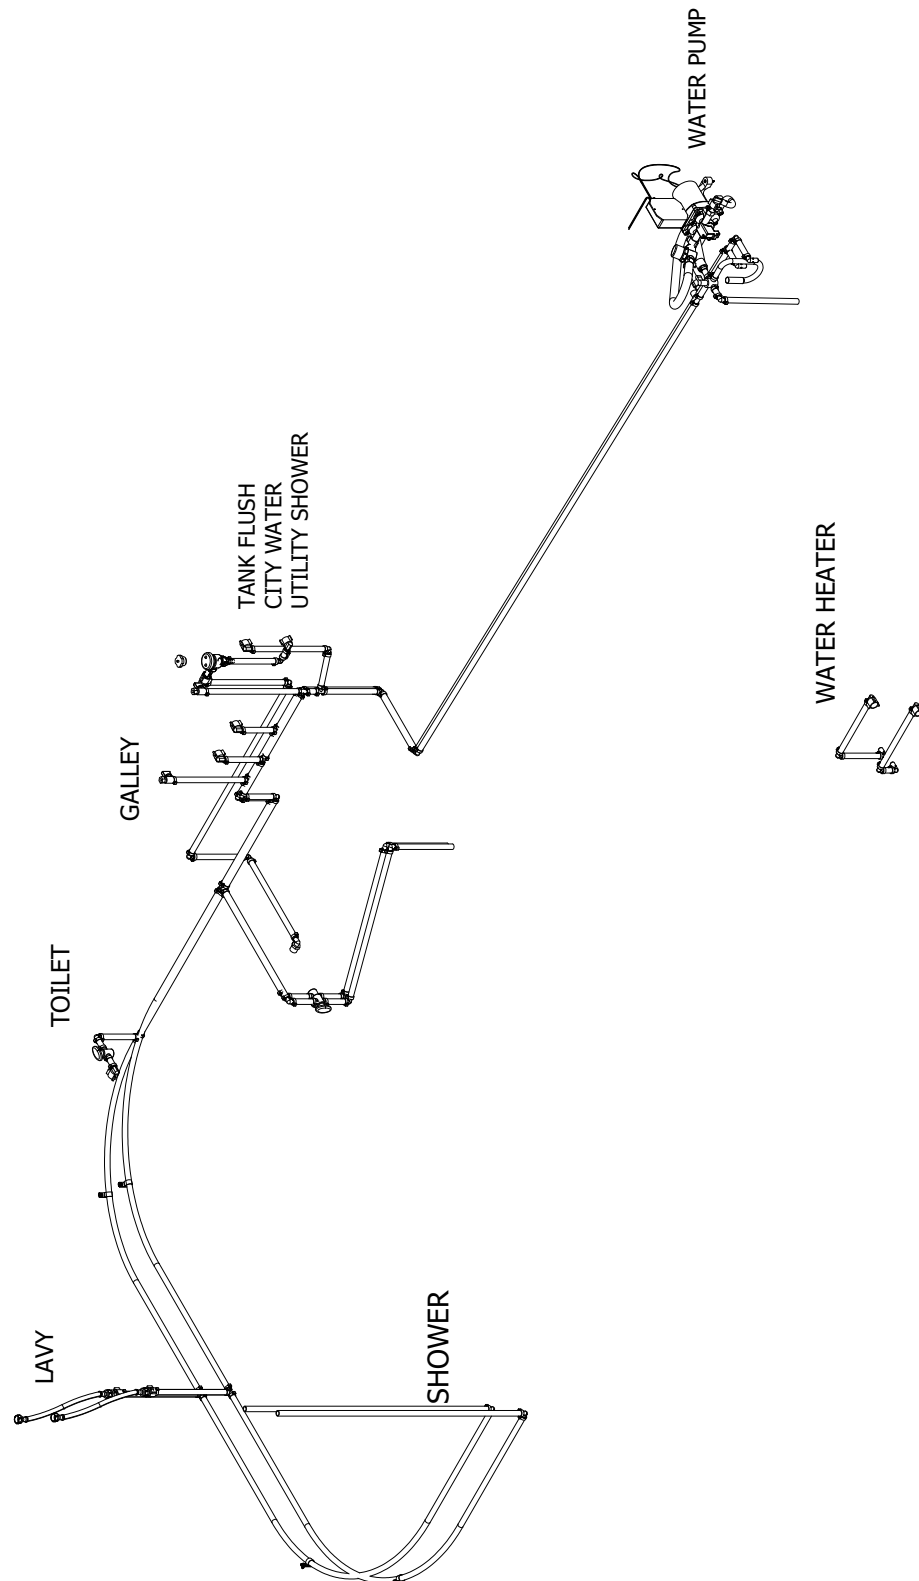 LAVY
SHOWER
TOILET
GALLEY
TANK FLUSH
CITY WATER
UTILITY SHOWER
WATER HEATER
WATER PUMP